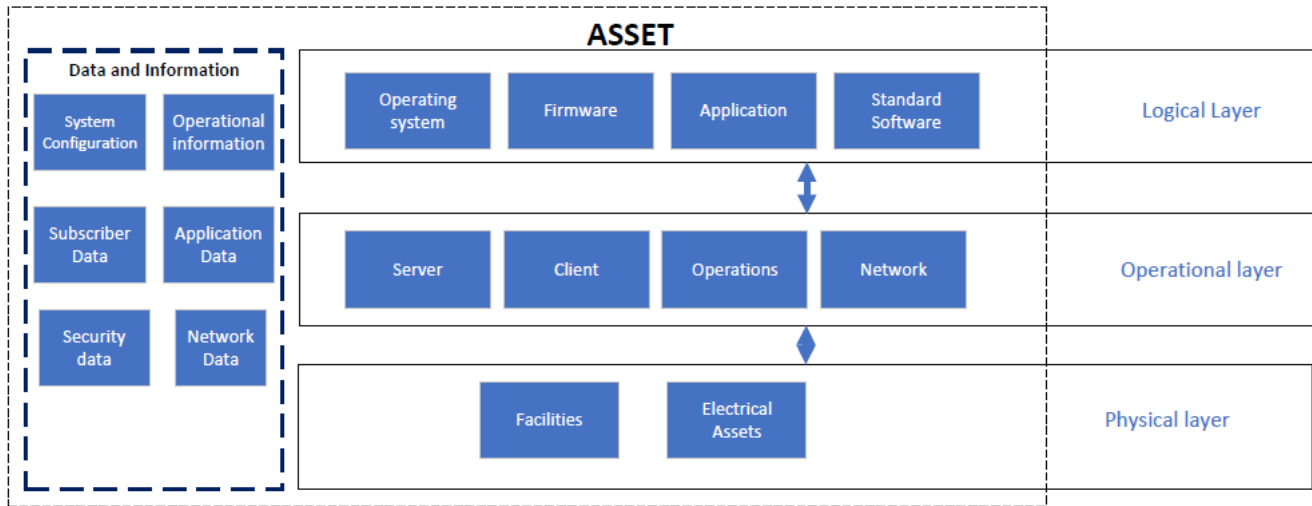 ASSET
Data and Information
System
Configuration
Operational
information
Subscriber
Data
Application
Data
Security
data
Network
Data
Operating
system
Firmware
Application
Standard
Software
Logical Layer
Server
Client
Operations
Network
Operational layer
Facilities
Electrical
Assets
Physical layer